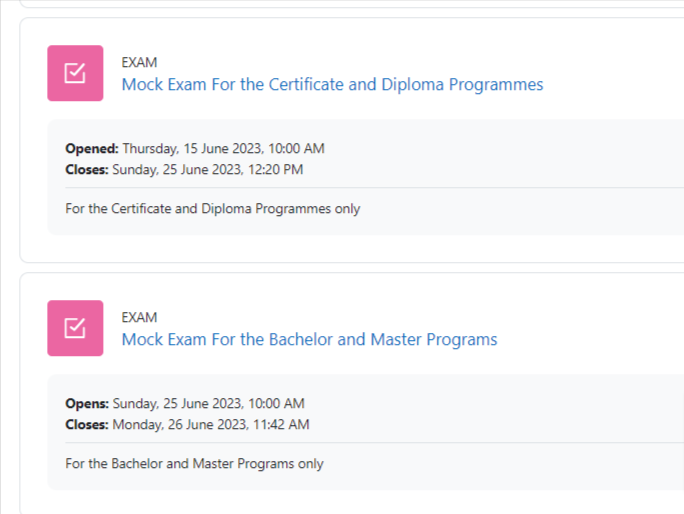 EXAM
Mock Exam For the Certificate and Diploma Programmes
Opened: Thursday, 15 June 2023, 10:00 AM
Closes: Sunday, 25 June 2023, 12:20 PM
For the Certificate and Diploma Programmes only
EXAM
Mock Exam For the Bachelor and Master Programs
Opens: Sunday, 25 June 2023, 10:00 AM
Closes: Monday, 26 June 2023, 11:42 AM
For the Bachelor and Master Programs only